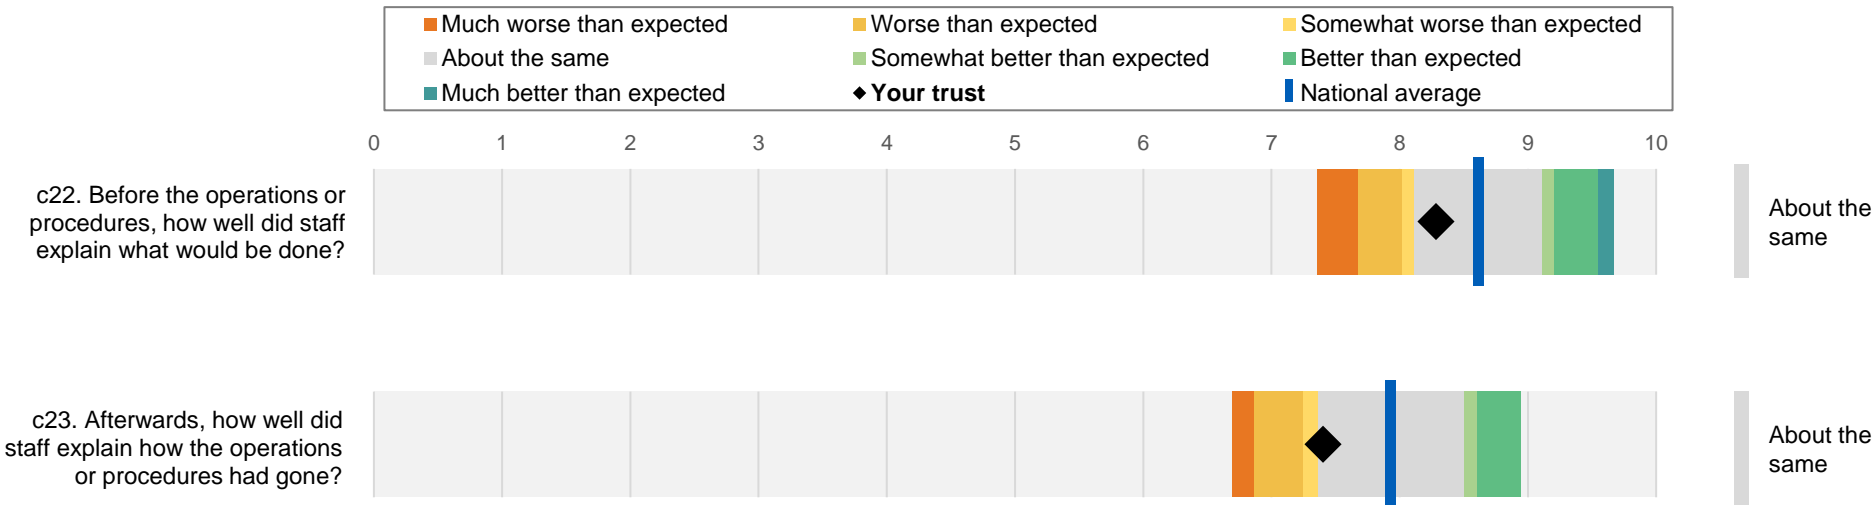 Much worse than expected
Worse than expected
Somewhat worse than expected
About the same
Somewhat better than expected
Better than expected
Much better than expected
Your trust
National average
0 1 2 3 4 5 6 7 8 9 10
c22. Before the operations or
procedures, how well did staff
explain what would be done?
About the
same
c23. Afterwards, how well did
staff explain how the operations
or procedures had gone?
About the
same